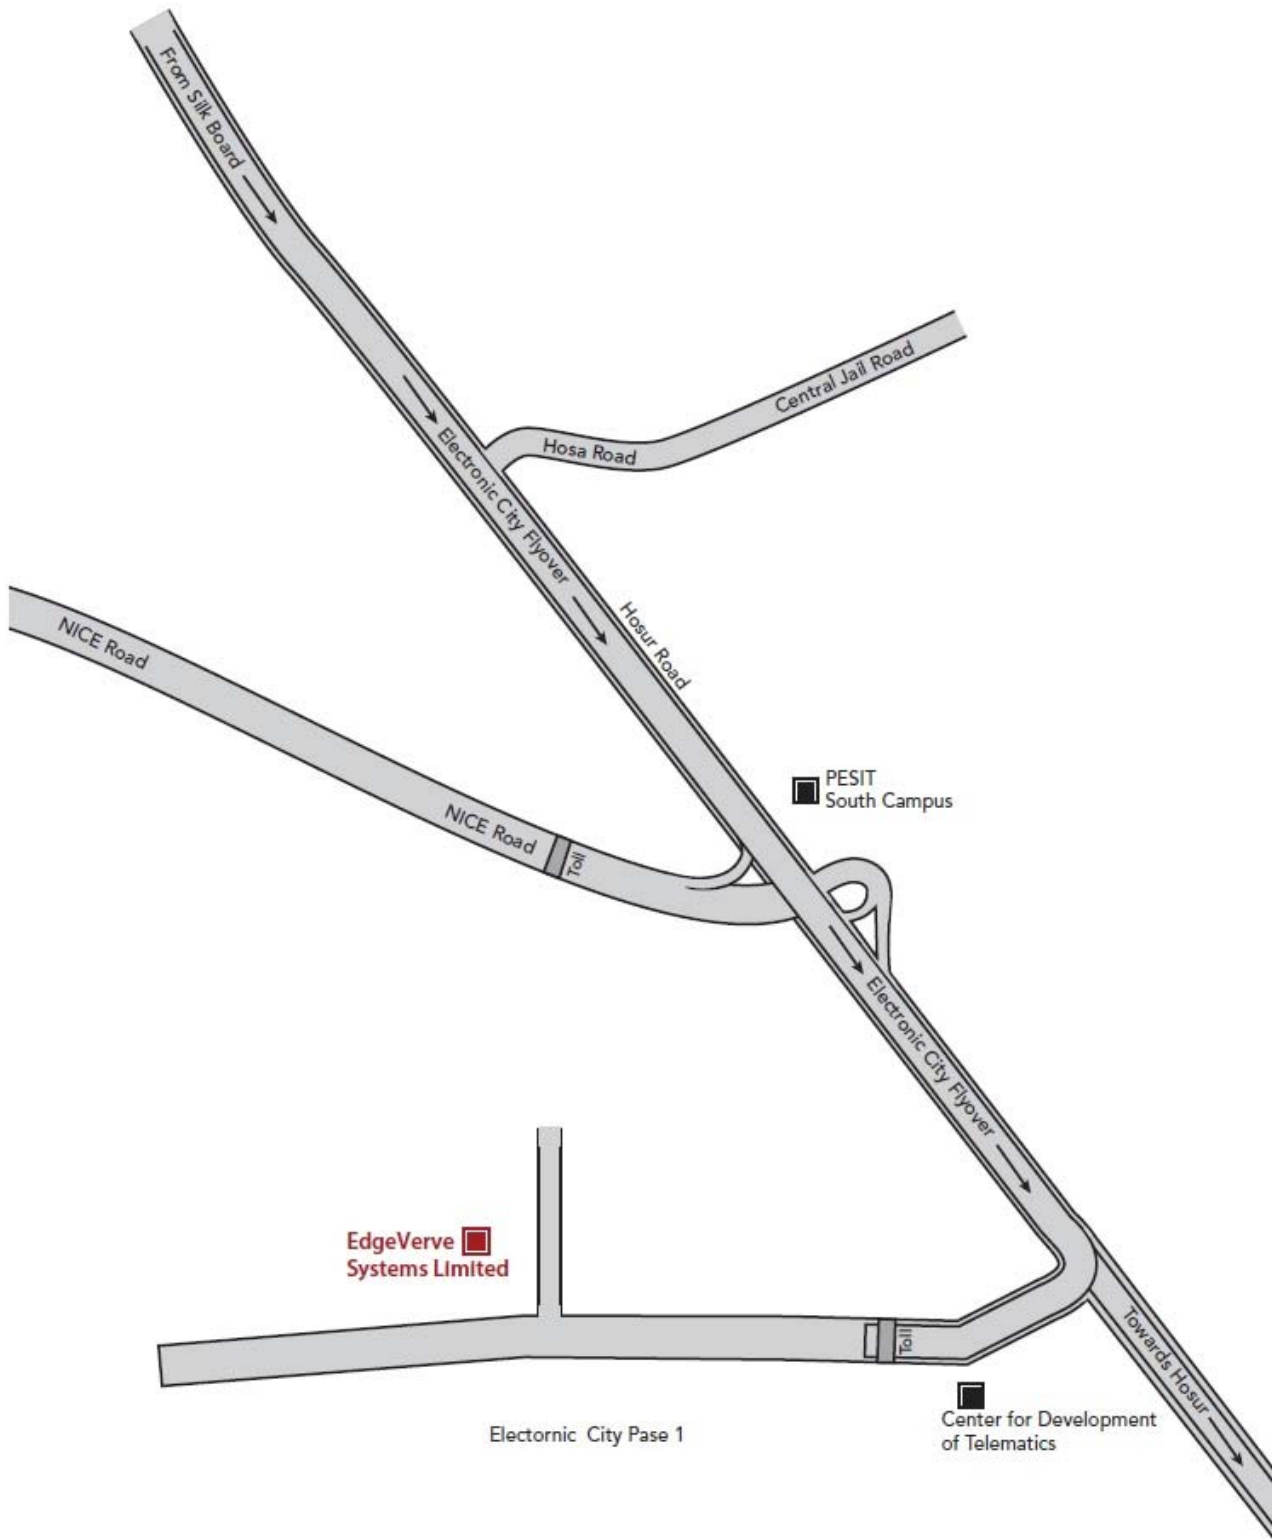 From Silk Board
Central Jail Road
Hosa Road
Electronic City Flyover
Hosur Road
NICE Road
NICE Road
Toll
PESIT
South Campus
Electronic City Flyover
EdgeVerve
Systems Limited
Toll
Towards Hosur
Center for Development
of Telematics
Electornic City Pase 1